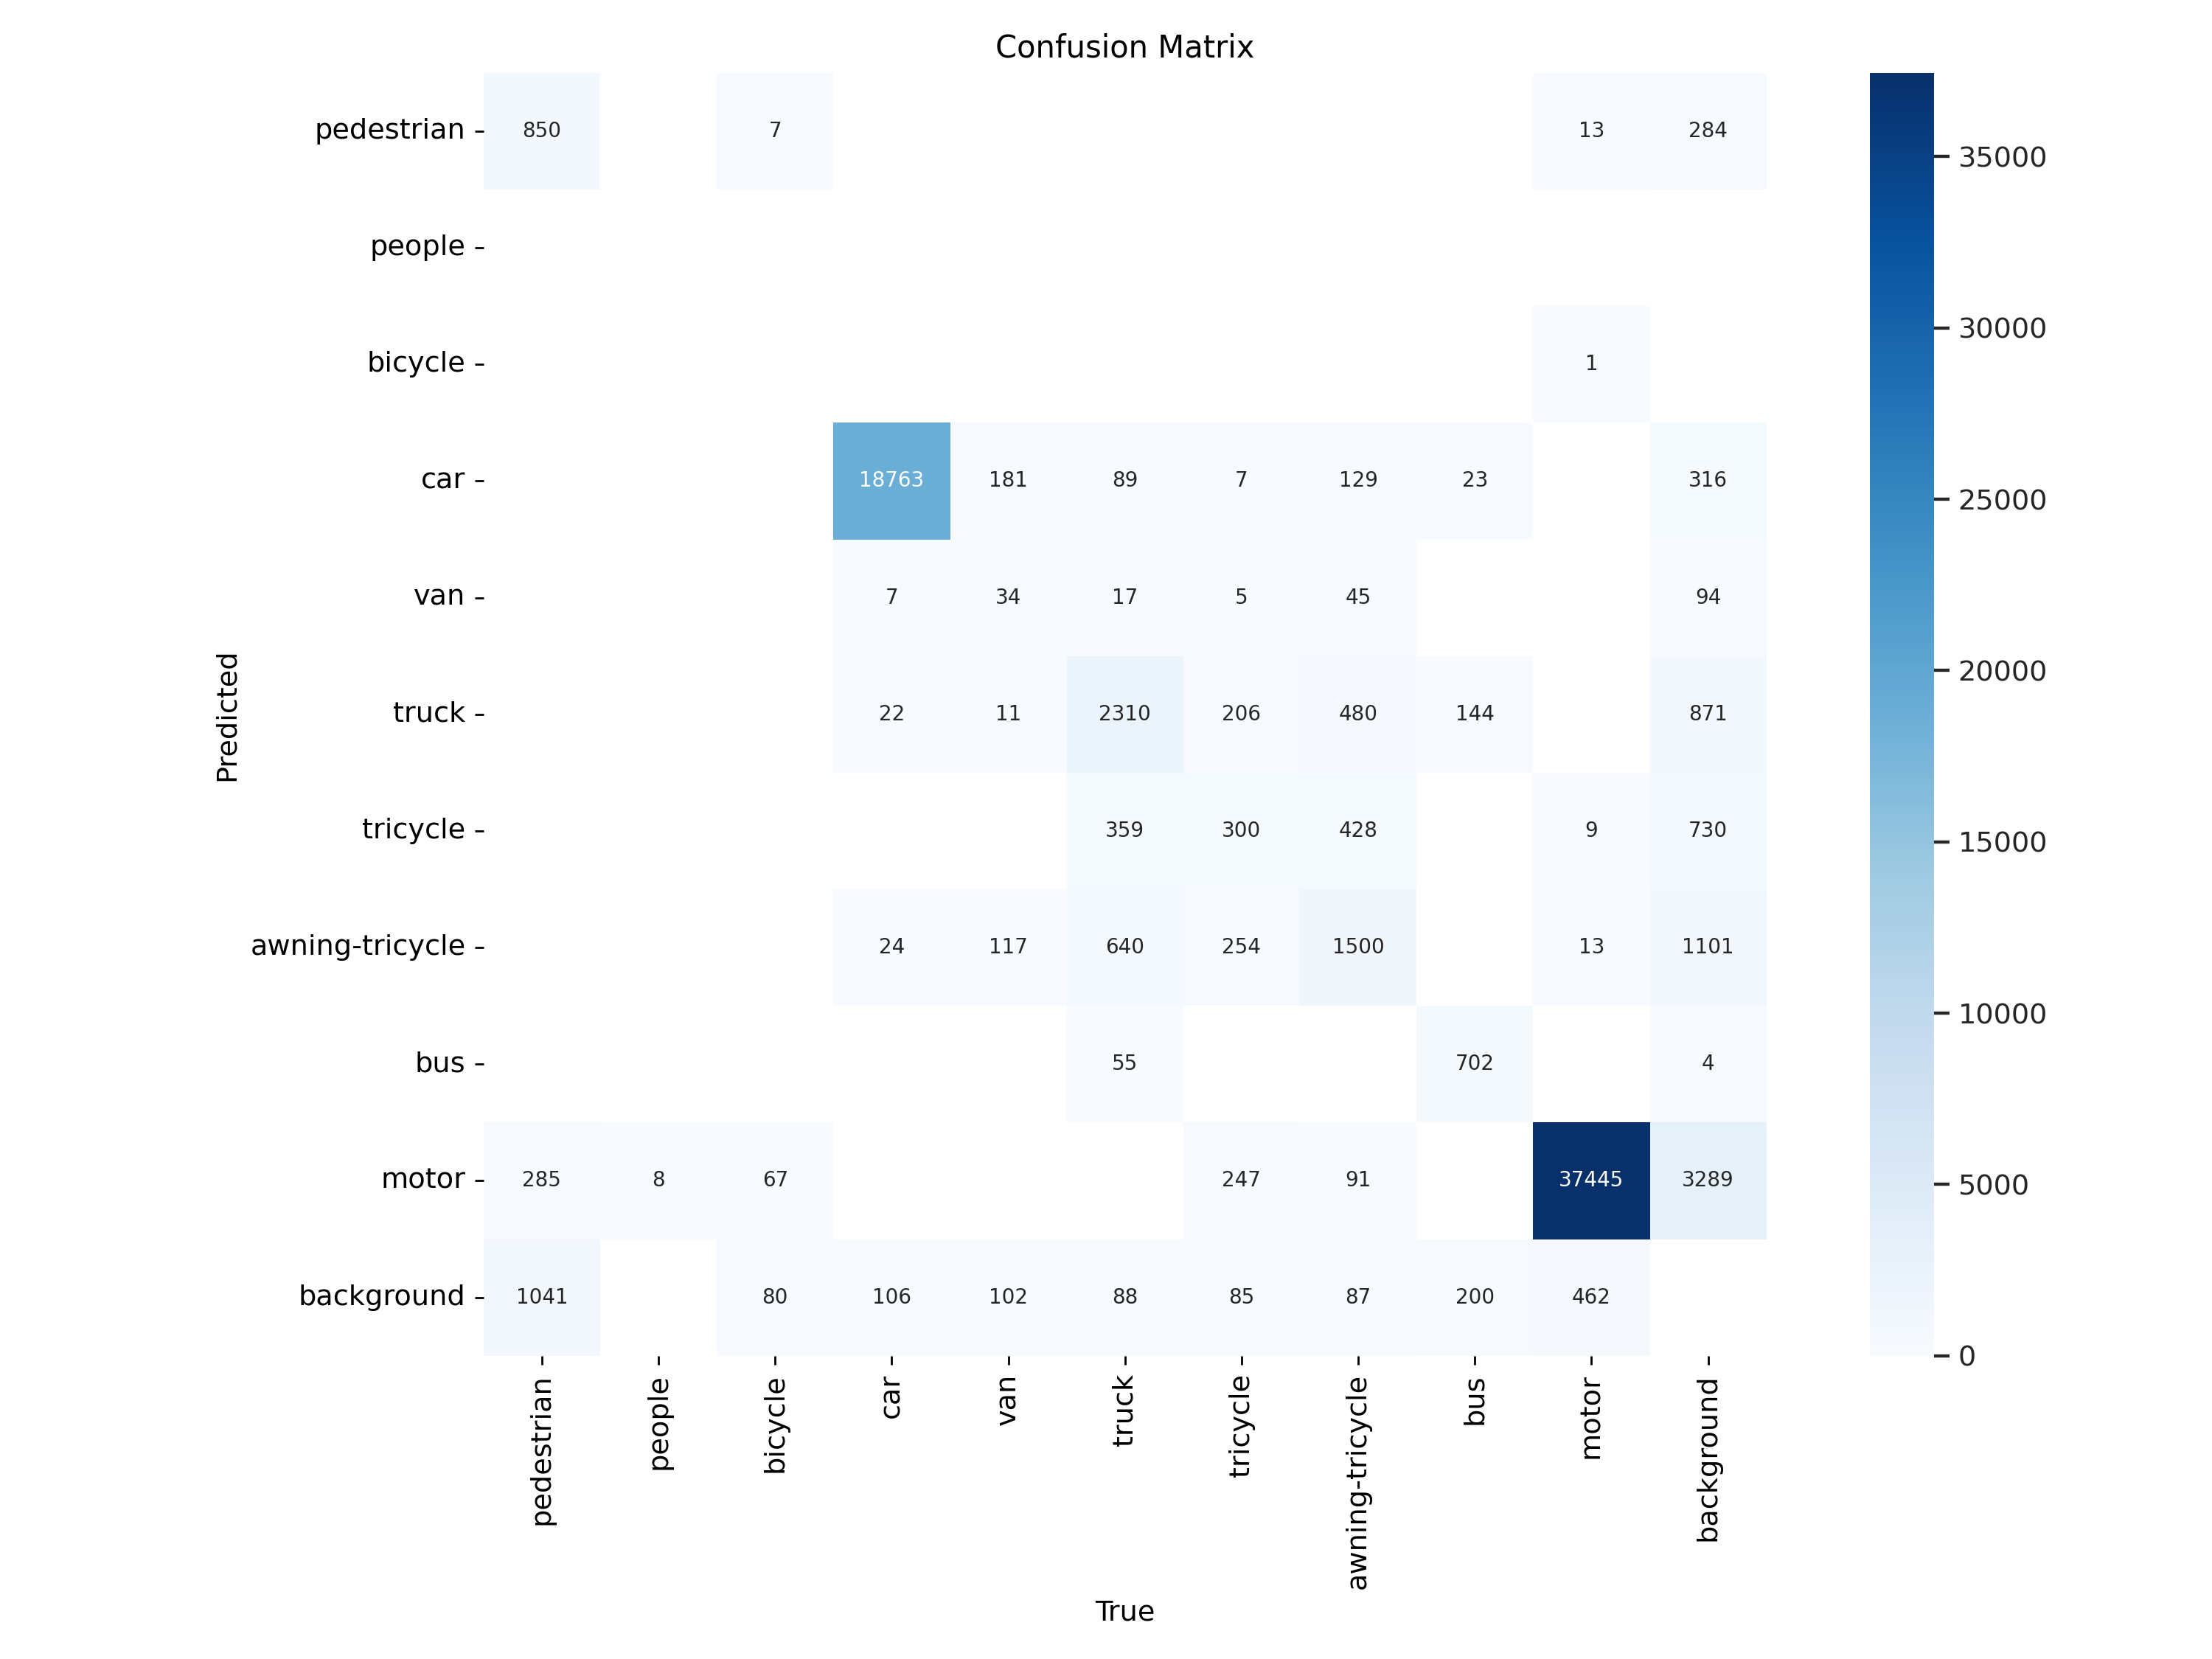 Confusion Matrix
pedestrian 850 7 13 284
people
bicycle 1
car 18763 181 89 7 129 23 316
van 7 34 17 5 45 94
truck 22 11 2310 206 480 144 871
tricycle 359 300 428 9 730
awning-tricycle 24 117 640 254 1500 13 1101
bus 55 702 4
motor 285 8 67 247 91 37445 3289
background 1041 80 106 102 88 85 87 200 462
Predicted
pedestrian people bicycle car van truck tricycle awning-tricycle bus motor background
True
35000
30000
25000
20000
15000
10000
5000
0